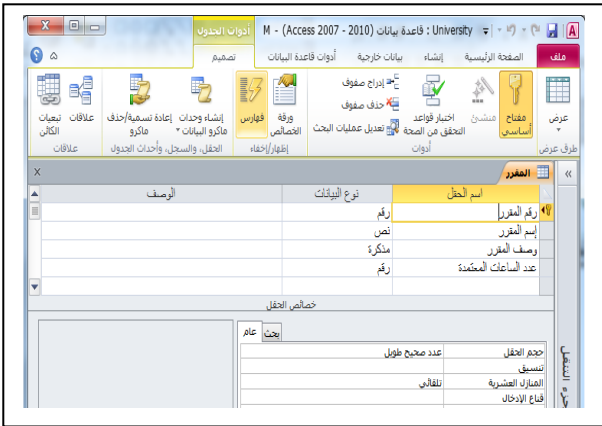 University : قاعدة بيانات (Access 2007 - 2010) - M
أدوات الجدول
ملف
الصفحة الرئيسية
إنشاء
بيانات خارجية
أدوات قاعدة البيانات
تصميم
عرض
طرق عرض
مفتاح أساسي
منشئ
اختبار قواعد التحقق من الصحة
إدراج صفوف
حذف صفوف
تعديل عمليات البحث
أدوات
ورقة الخصائص
فهارس
إظهار/إخفاء
إنشاء وحدات ماكرو البيانات
إعادة تسمية/حذف ماكرو
الحقل، والسجل، وأحداث الجدول
علاقات
تبعيات الكائن
علاقات
المقرر
اسم الحقل نوع البيانات الوصف
رقم المقرر رقم
إسم المقرر نص
وصف المقرر مذكرة
عدد الساعات المعتمدة رقم
خصائص الحقل
عام بحث
حجم الحقل عدد صحيح طويل
تنسيق
المنازل العشرية تلقائي
قناع الإدخال
جزء التنقل